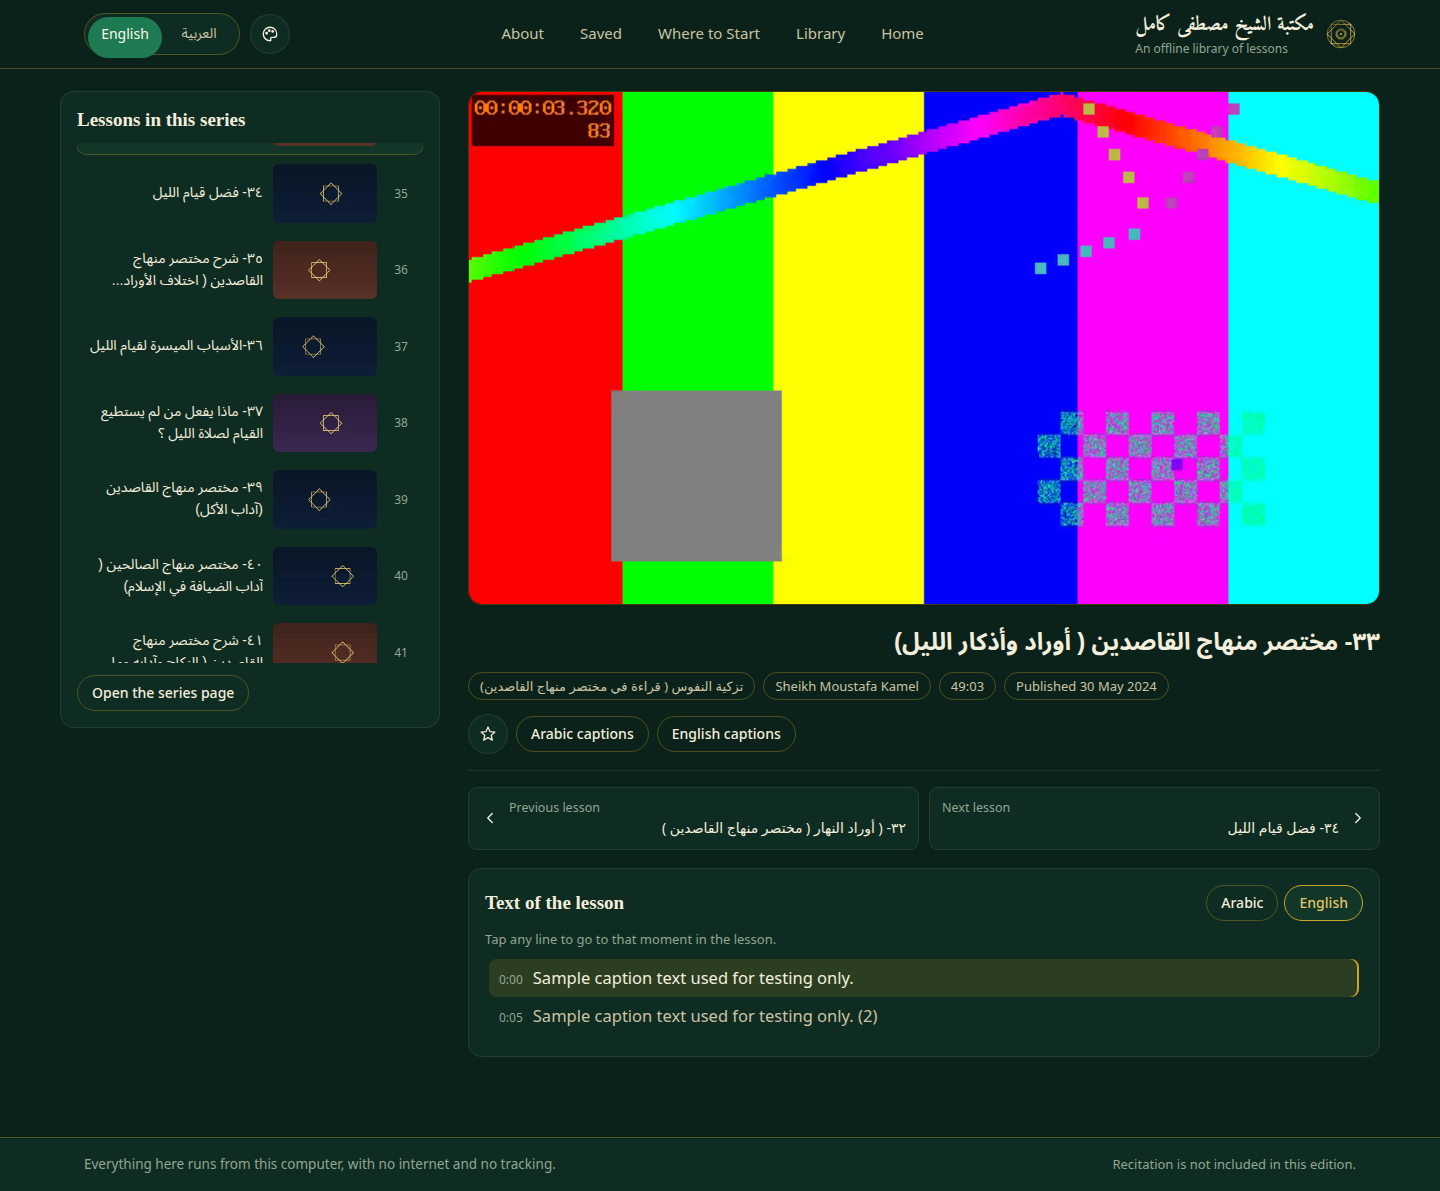 English
العربية
About
Saved
Where to Start
Library
Home
مكتبة الشيخ مصطفى كامل
An offline library of lessons
Lessons in this series
٣٤- فضل قيام الليل
35
٣٥- شرح مختصر منهاج
القاصدين ( اختلاف الأوراد...
36
٣٦-الأسباب الميسرة لقيام الليل
37
٣٧- ماذا يفعل من لم يستطيع
القيام لصلاة الليل ؟
38
٣٩- مختصر منهاج القاصدين
(آداب الأكل)
39
٤٠- مختصر منهاج الصالحين (
آداب الضيافة في الإسلام)
40
٤١- شرح مختصر منهاج
41
Open the series page
00:00:03.320
83
٣٣- مختصر منهاج القاصدين ( أوراد وأذكار الليل)
تزكية النفوس ( قراءة في مختصر منهاج القاصدين)
Sheikh Moustafa Kamel
49:03
Published 30 May 2024
Arabic captions
English captions
Previous lesson
٣٢- ( أوراد النهار ( مختصر منهاج القاصدين )
Next lesson
٣٤- فضل قيام الليل
Text of the lesson
Arabic
English
Tap any line to go to that moment in the lesson.
0:00 Sample caption text used for testing only.
0:05 Sample caption text used for testing only. (2)
Everything here runs from this computer, with no internet and no tracking.
Recitation is not included in this edition.